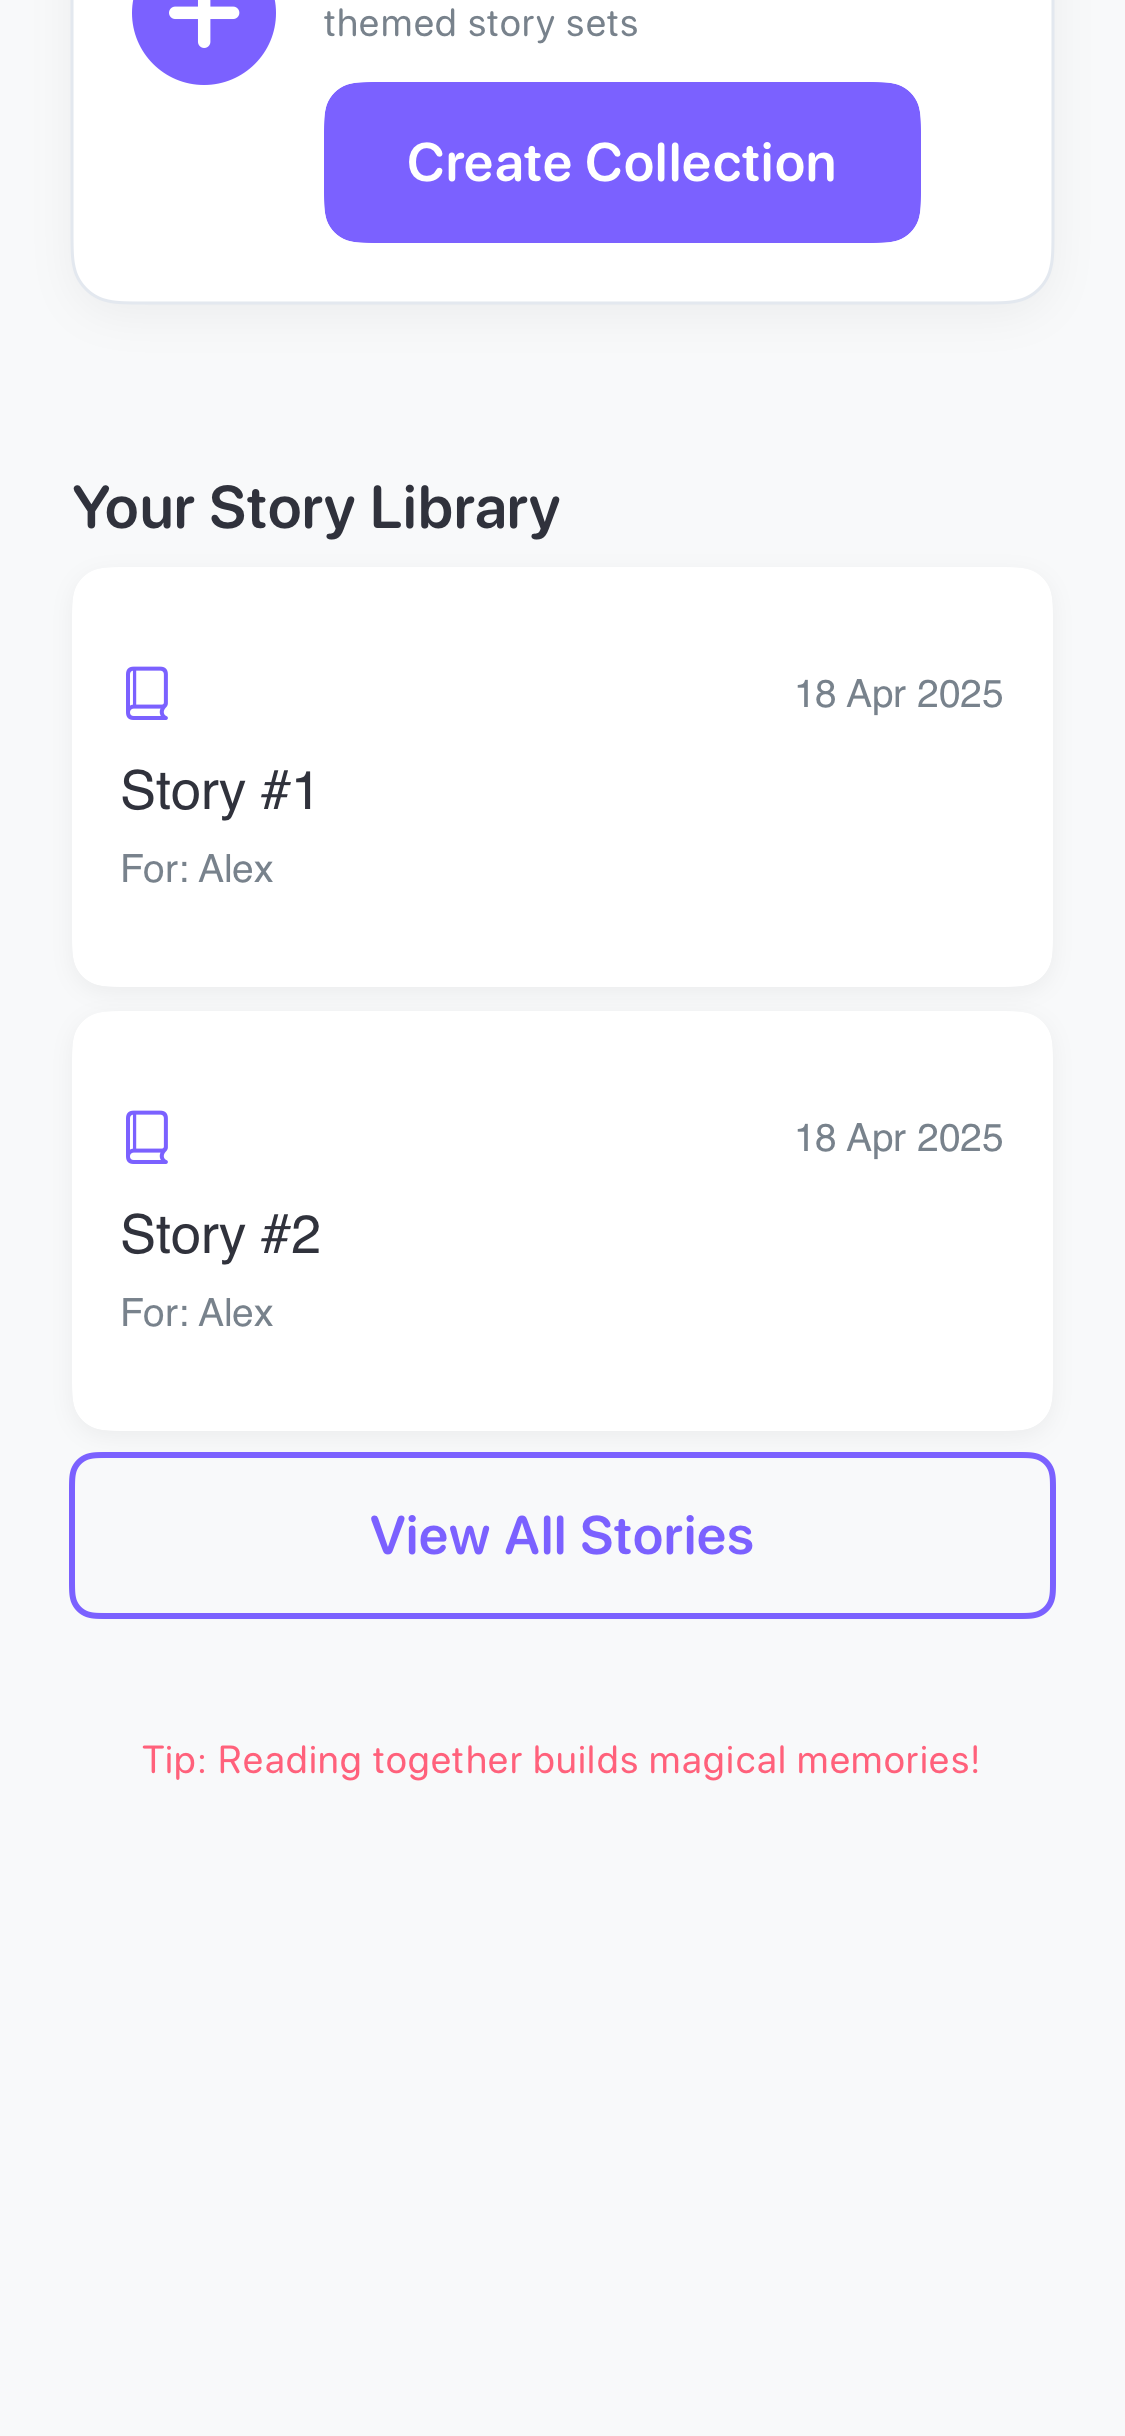 themed story sets
Create Collection
Your Story Library
18 Apr 2025
Story #1
For: Alex
18 Apr 2025
Story #2
For: Alex
View All Stories
Tip: Reading together builds magical memories!